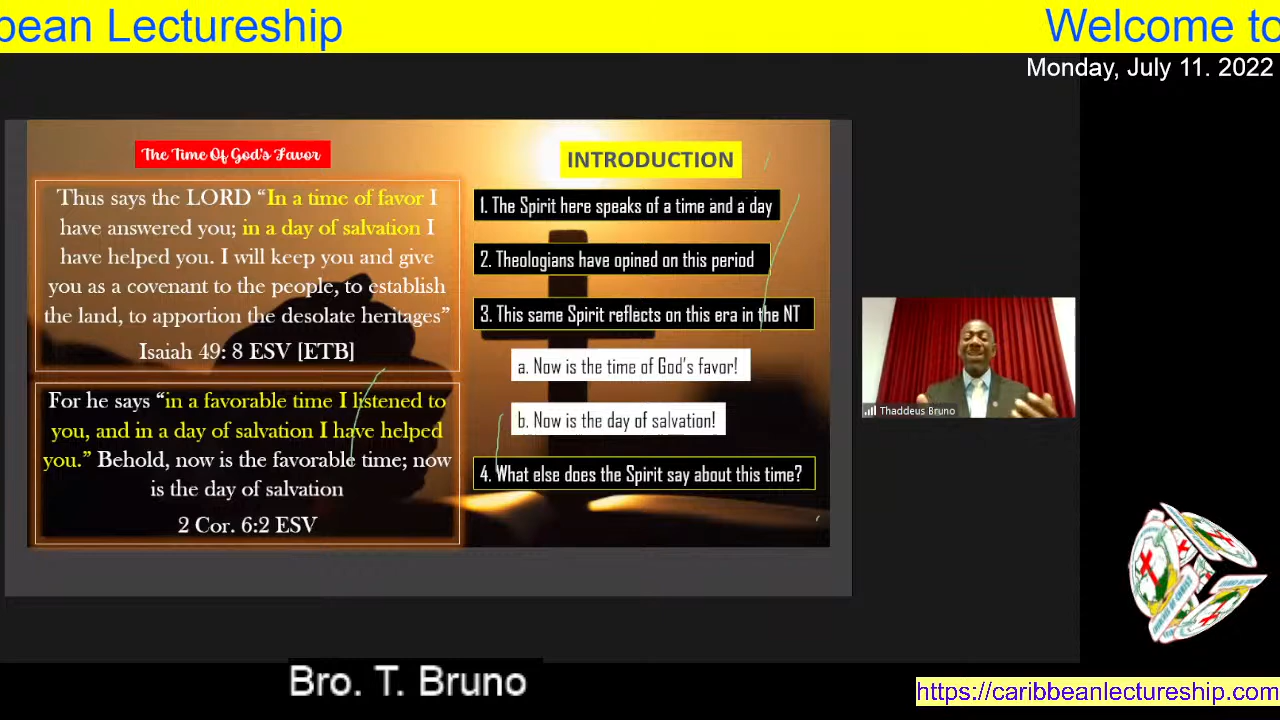 bean Lectureship
Welcome to
Monday, July 11. 2022
The Time Of God's Favor
Thus says the LORD “In a time of favor I
have answered you; in a day of salvation I
have helped you. I will keep you and give
you as a covenant to the people, to establish
the land, to apportion the desolate heritages”
Isaiah 49: 8 ESV [ETB]
For he says “in a favorable time I listened to
you, and in a day of salvation I have helped
you.” Behold, now is the favorable time; now
is the day of salvation
2 Cor. 6:2 ESV
INTRODUCTION
1. The Spirit here speaks of a time and a day
2. Theologians have opined on this period
3. This same Spirit reflects on this era in the NT
a. Now is the time of God's favor!
b. Now is the day of salvation!
4. What else does the Spirit say about this time?
Thaddeus Bruno
Bro. T. Bruno
https://caribbeanlectureship.com